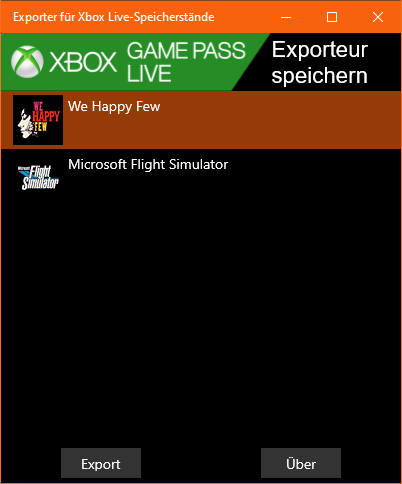 Exporter für Xbox Live-Speicherstände
XBOX
GAME PASS
LIVE
Exporteur
speichern
WE
HAPPY
FEW
We Happy Few
Microsoft
Flight
Simulator
Microsoft Flight Simulator
Export
Über